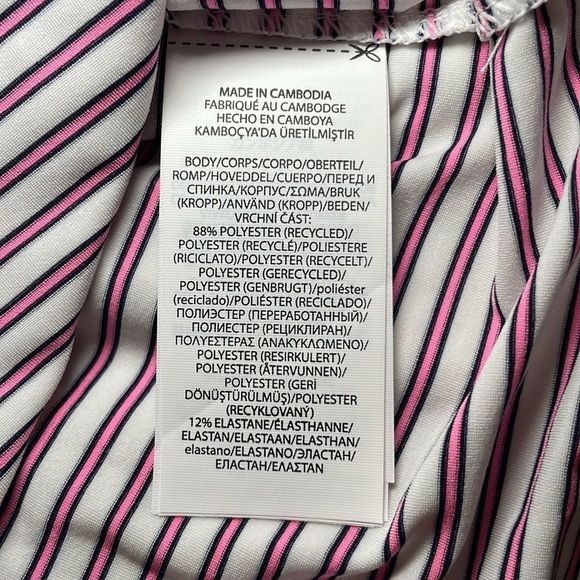 MADE IN CAMBODIA
FABRIQUÉ AU CAMBODGE
HECHO EN CAMBOYA
KAMBOÇYA'DA ÜRETİLMİŞTİR
BODY/CORPS/CORPO/OBERTEIL/
ROMP/HOVEDDEL/CUERPO/ПЕРЕД И
СПИНКА/КОРПУС/ΣΩΜΑ/BRUK
(KROPP)/ANVÄND (KROPP)/BEDEN/
VRCHNÍ ČÁST:
88% POLYESTER (RECYCLED)/
POLYESTER (RECYCLÉ)/POLIESTERE
(RICICLATO)/POLYESTER (RECYCELT)/
POLYESTER (GERECYCLED)/
POLYESTER (GENBRUGT)/poliéster
(reciclado)/POLIÉSTER (RECICLADO)/
ПОЛИЭСТЕР (ПЕРЕРАБОТАННЫЙ)/
ПОЛИЕСТЕР (РЕЦИКЛИРАН)/
ΠΟΛΥΕΣΤΕΡΑΣ (ΑΝΑΚΥΚΛΩΜΕΝΟ)/
POLYESTER (RESIRKULERT)/
POLYESTER (ÅTERVUNNEN)/
POLYESTER (GERİ
DÖNÜŞTÜRÜLMÜŞ)/POLYESTER
(RECYKLOVANÝ)
12% ELASTANE/ÉLASTHANNE/
ELASTAN/ELASTAAN/ELASTHAN/
elastano/ELASTANO/ЭЛАСТАН/
ЕЛАСТАН/ΕΛΑΣΤΑΝ